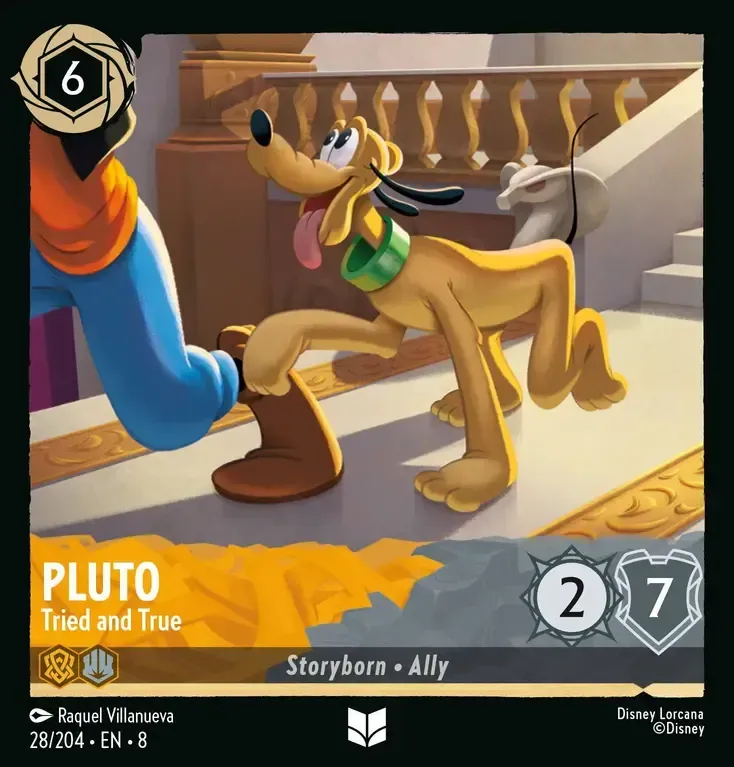 6
PLUTO
Tried and True
2
7
Storyborn • Ally
Raquel Villanueva
28/204 • EN • 8
Disney Lorcana
©Disney